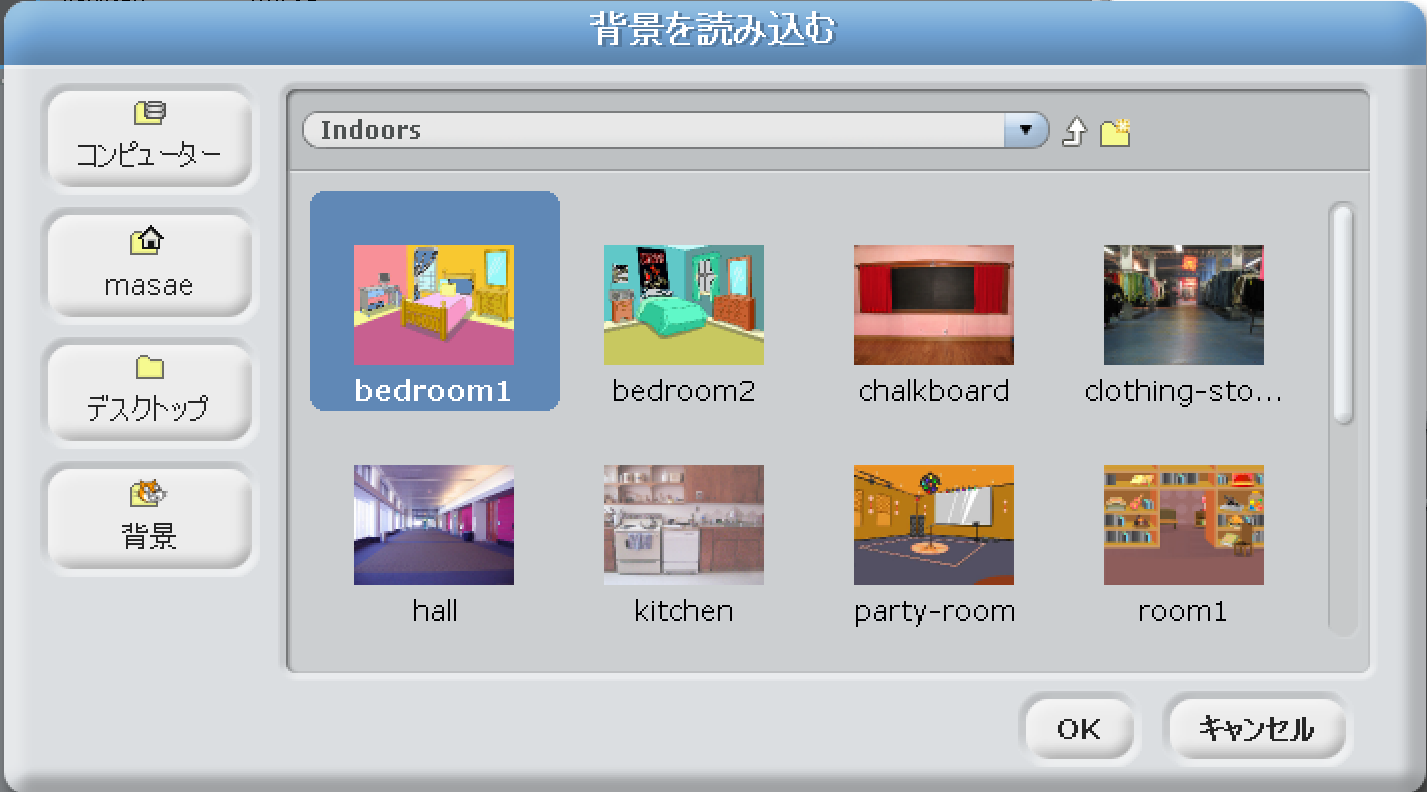 背景を読み込む
コンピューター
masae
デスクトップ
背景
Indoors
bedroom1
bedroom2
chalkboard
clothing-sto...
hall
kitchen
party-room
room1
OK
キャンセル